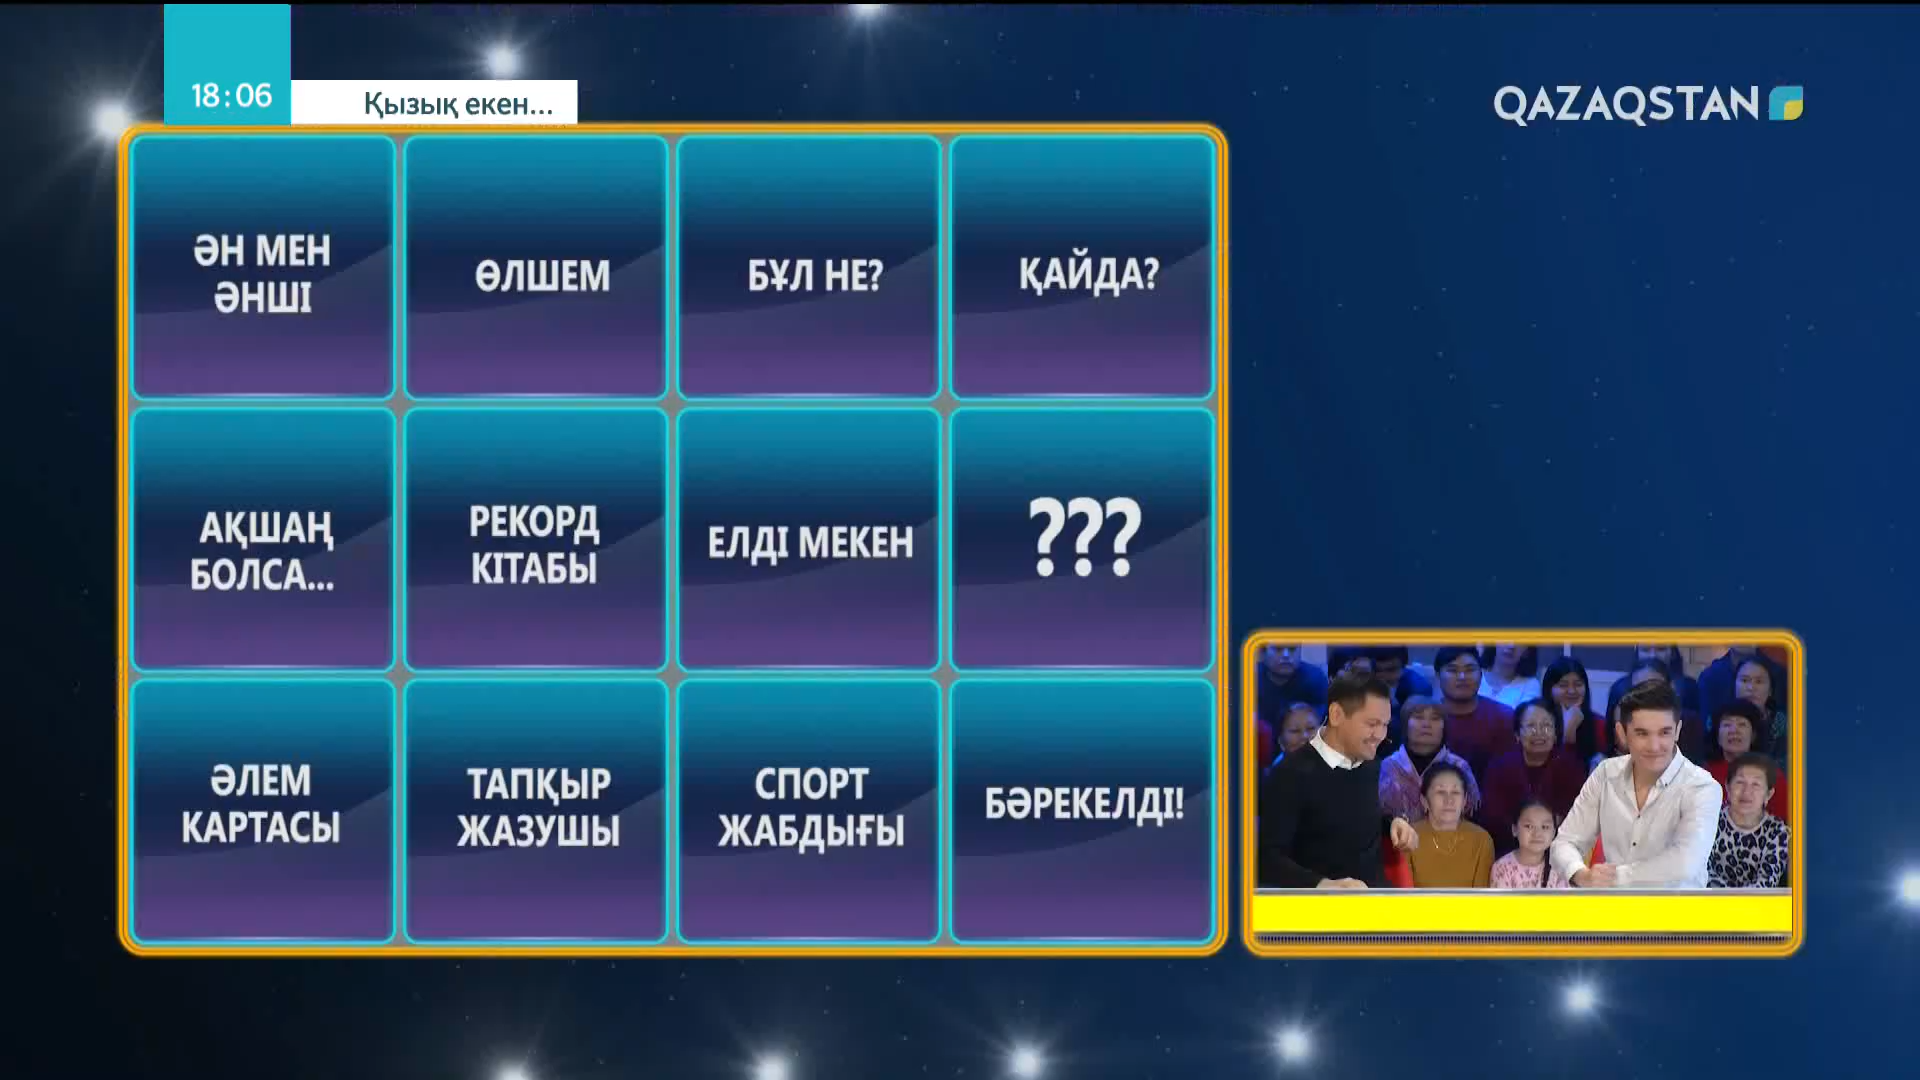 18:06
Қызық екен...
QAZAQSTAN
ӘН МЕН
ӘНШІ
ӨЛШЕМ
БҰЛ НЕ?
ҚАЙДА?
АҚШАҢ
БОЛСА...
РЕКОРД
КІТАБЫ
ЕЛДІ МЕКЕН
???
ӘЛЕМ
КАРТАСЫ
ТАПҚЫР
ЖАЗУШЫ
СПОРТ
ЖАБДЫҒЫ
БӘРЕКЕЛДІ!